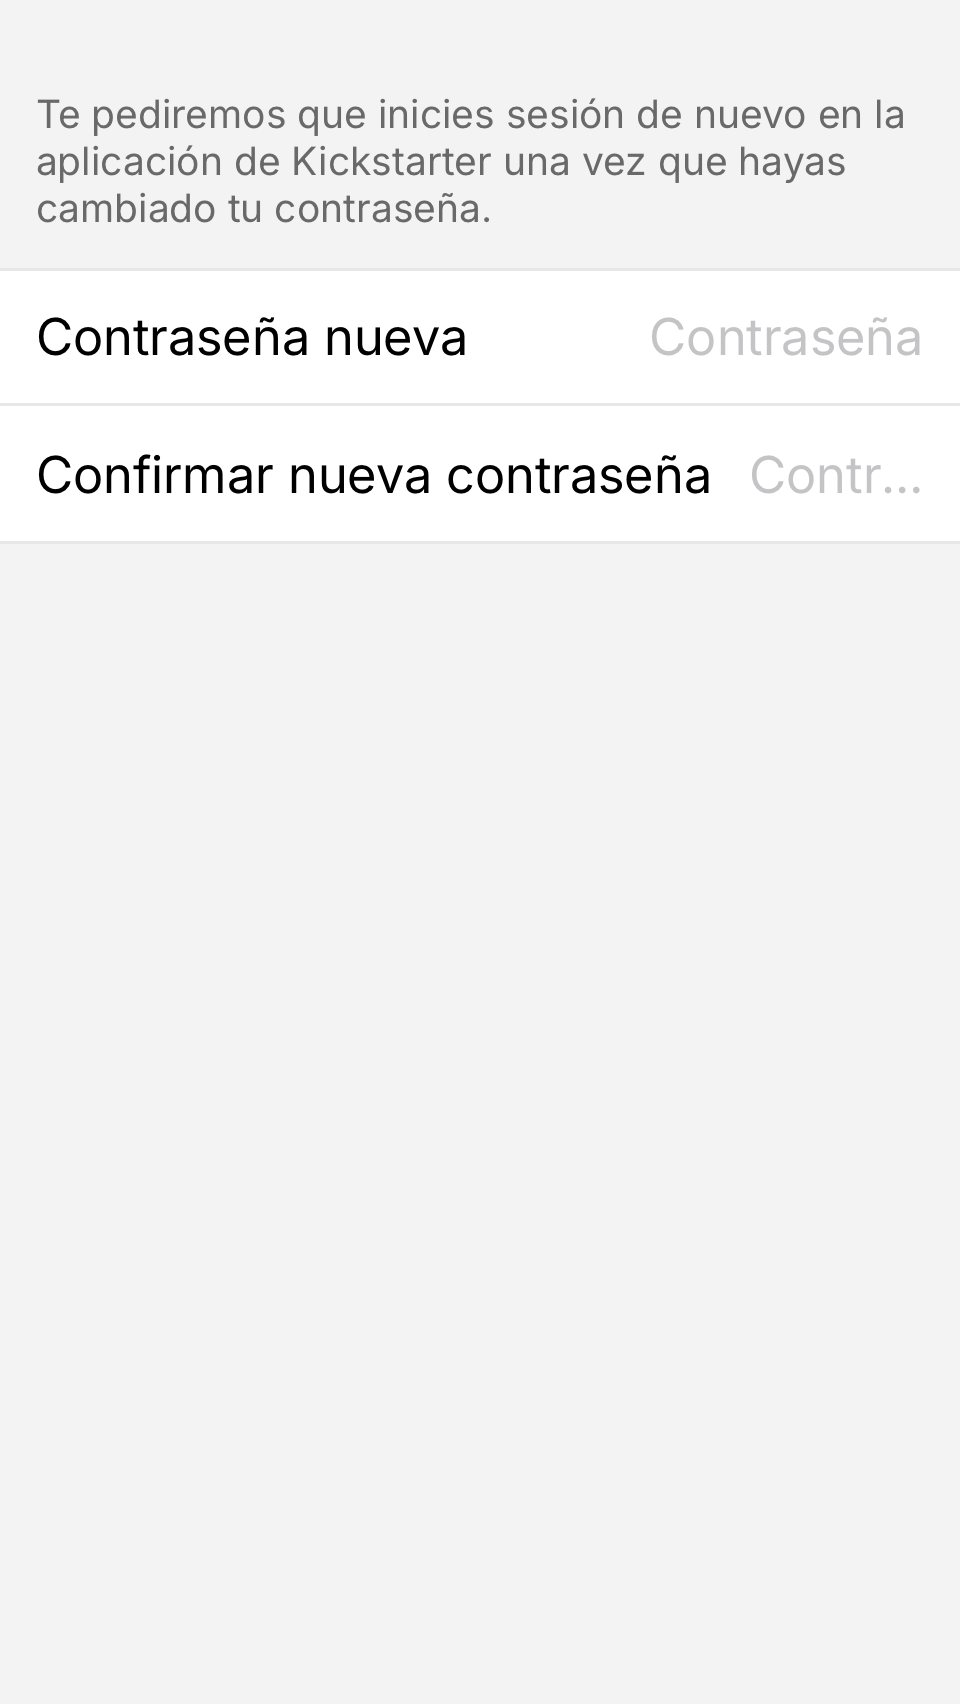 Te pediremos que inicies sesión de nuevo en la
aplicación de Kickstarter una vez que hayas
cambiado tu contraseña.
Contraseña nueva Contraseña
Confirmar nueva contraseña Contr...